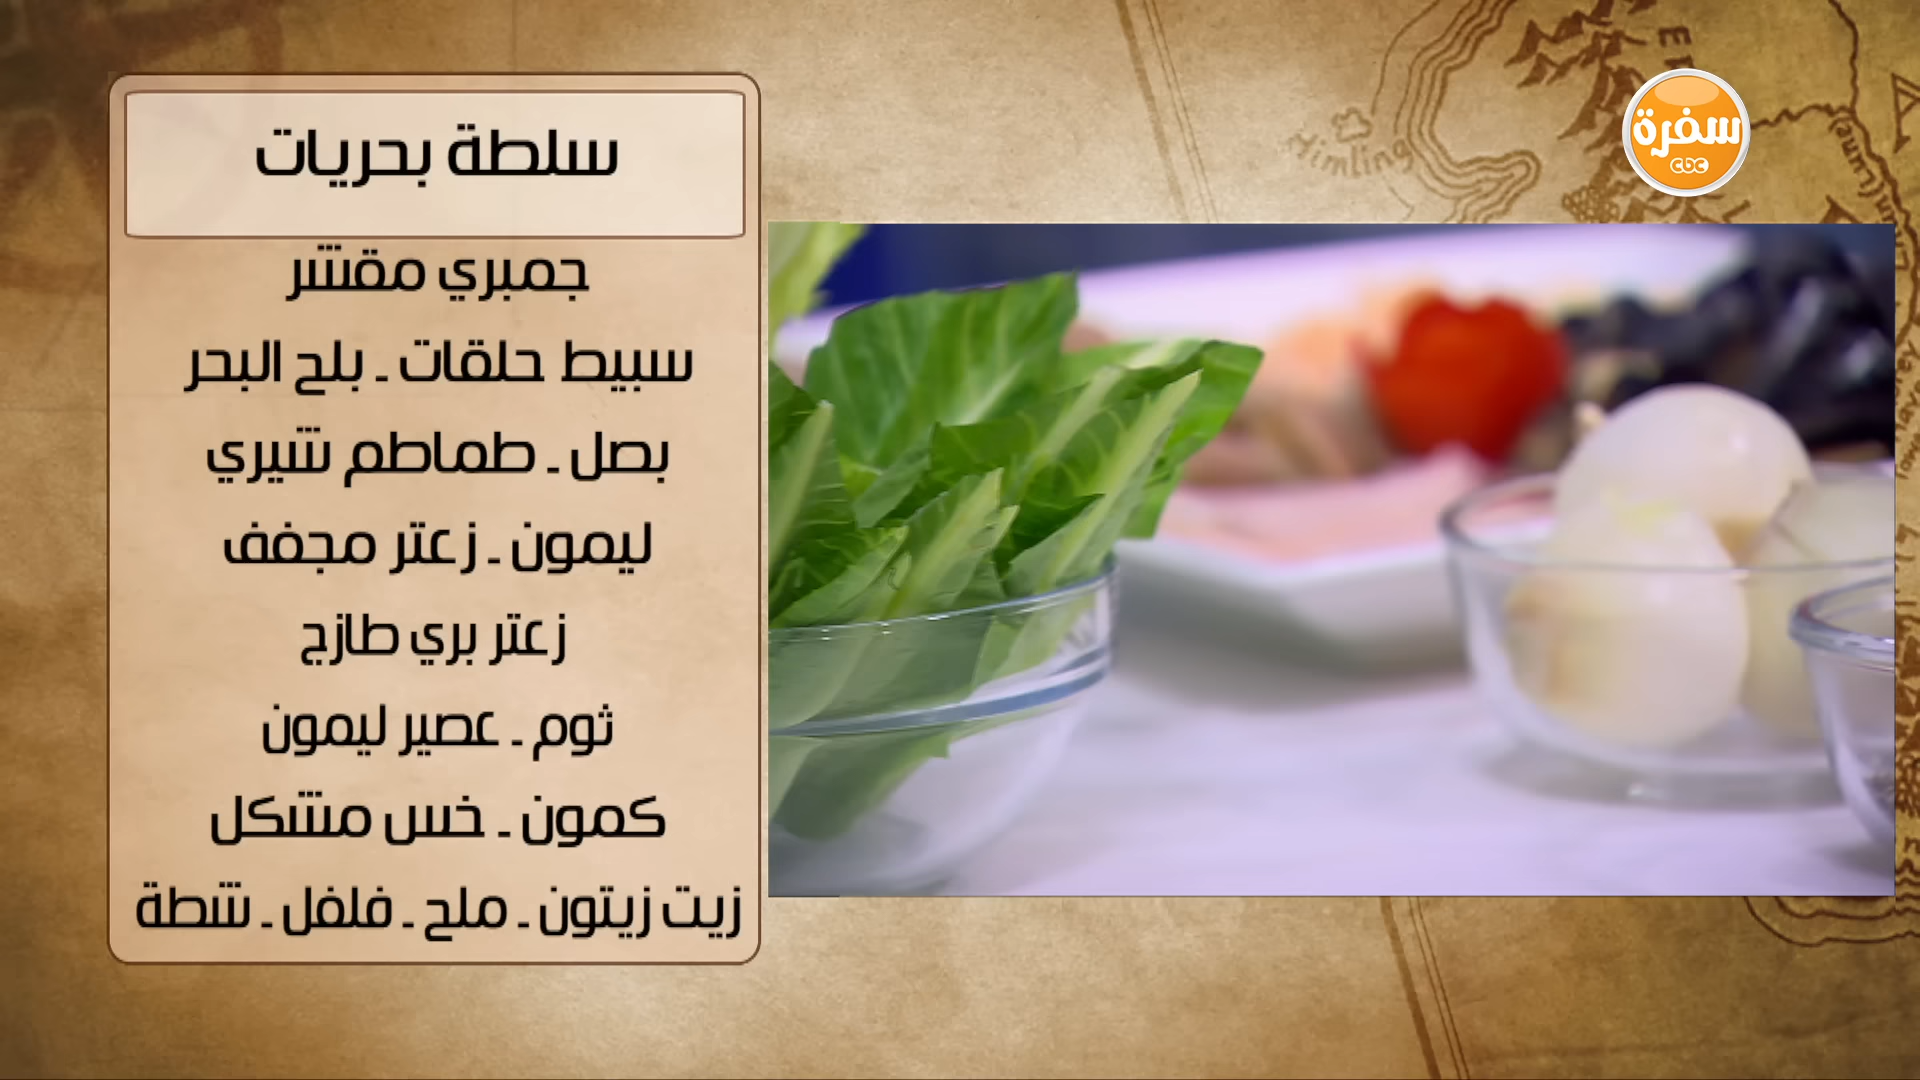 سلطة بحريات
جمبري مقشر
سبيط حلقات ـ بلح البحر
بصل ـ طماطم شيري
ليمون ـ زعتر مجفف
زعتر بري طازج
ثوم ـ عصير ليمون
كمون ـ خس مشكل
زيت زيتون ـ ملح ـ فلفل ـ شطة
سفرة
cbc
Himling